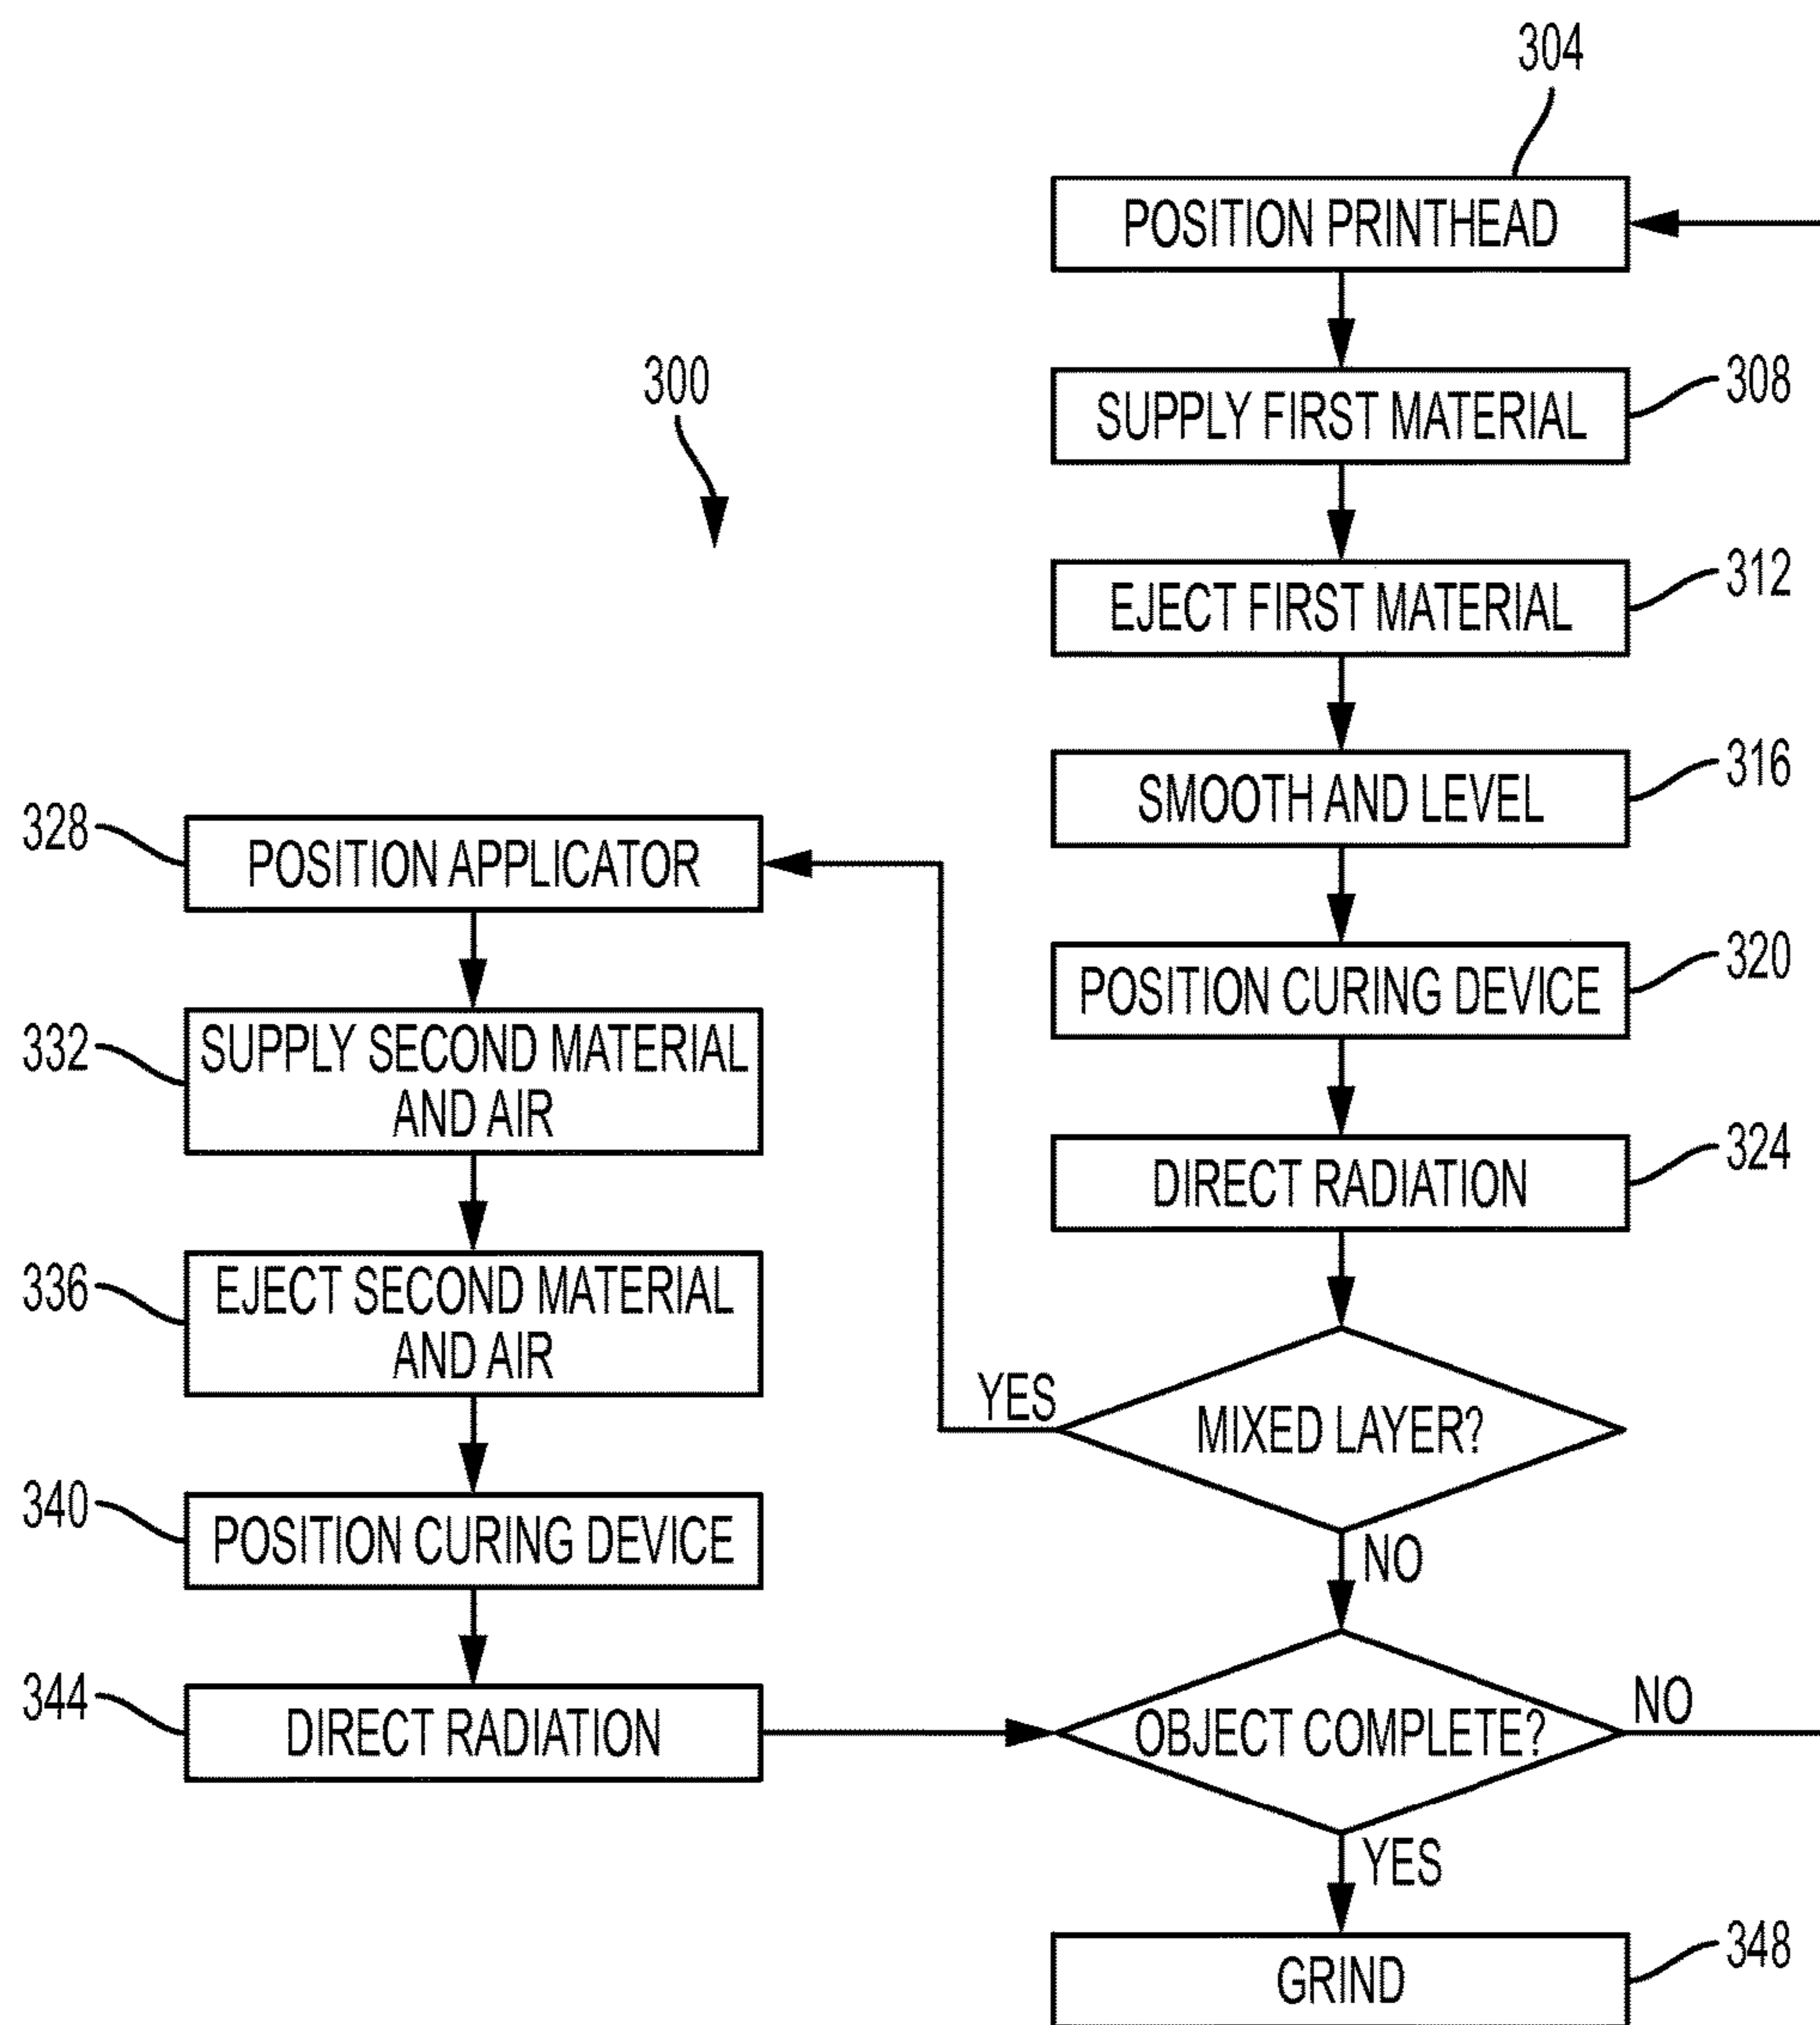 304
POSITION PRINTHEAD
300
SUPPLY FIRST MATERIAL
308
EJECT FIRST MATERIAL
312
SMOOTH AND LEVEL
316
POSITION CURING DEVICE
320
DIRECT RADIATION
324
MIXED LAYER?
YES
NO
328
POSITION APPLICATOR
332
SUPPLY SECOND MATERIAL
AND AIR
336
EJECT SECOND MATERIAL
AND AIR
340
POSITION CURING DEVICE
344
DIRECT RADIATION
OBJECT COMPLETE?
NO
YES
GRIND
348